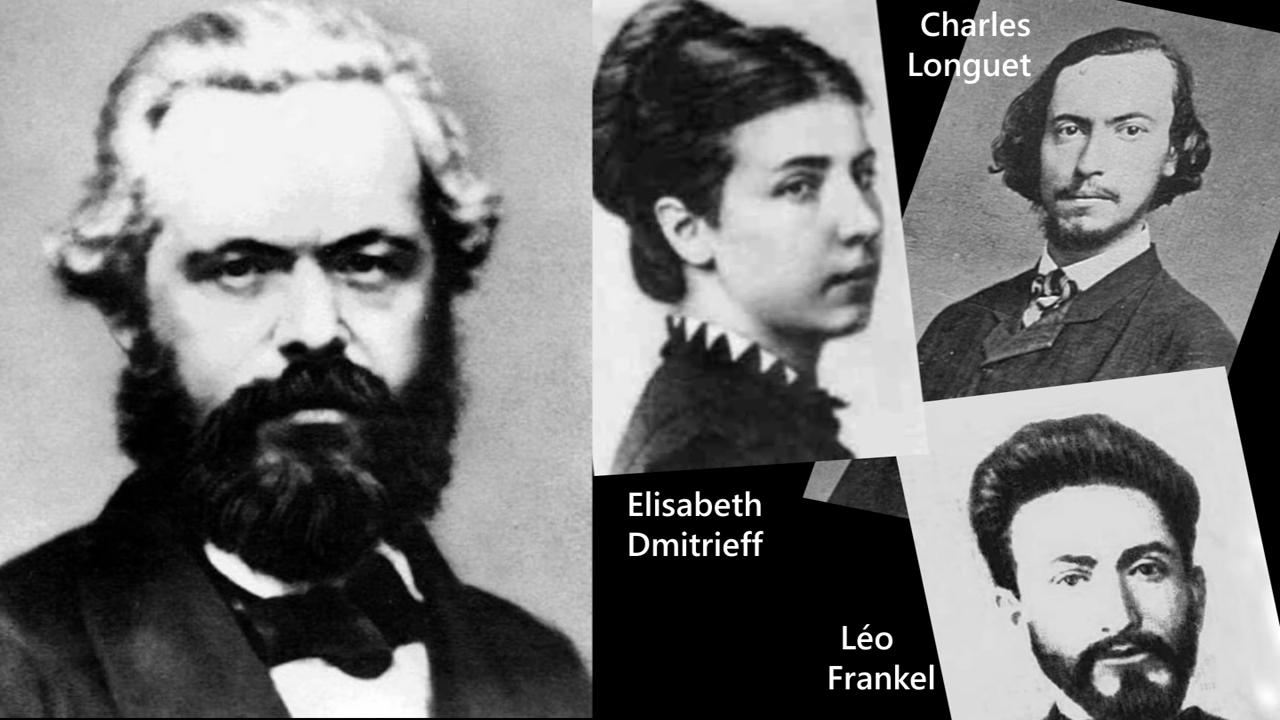 Charles
Longuet
Elisabeth
Dmitrieff
Léo
Frankel